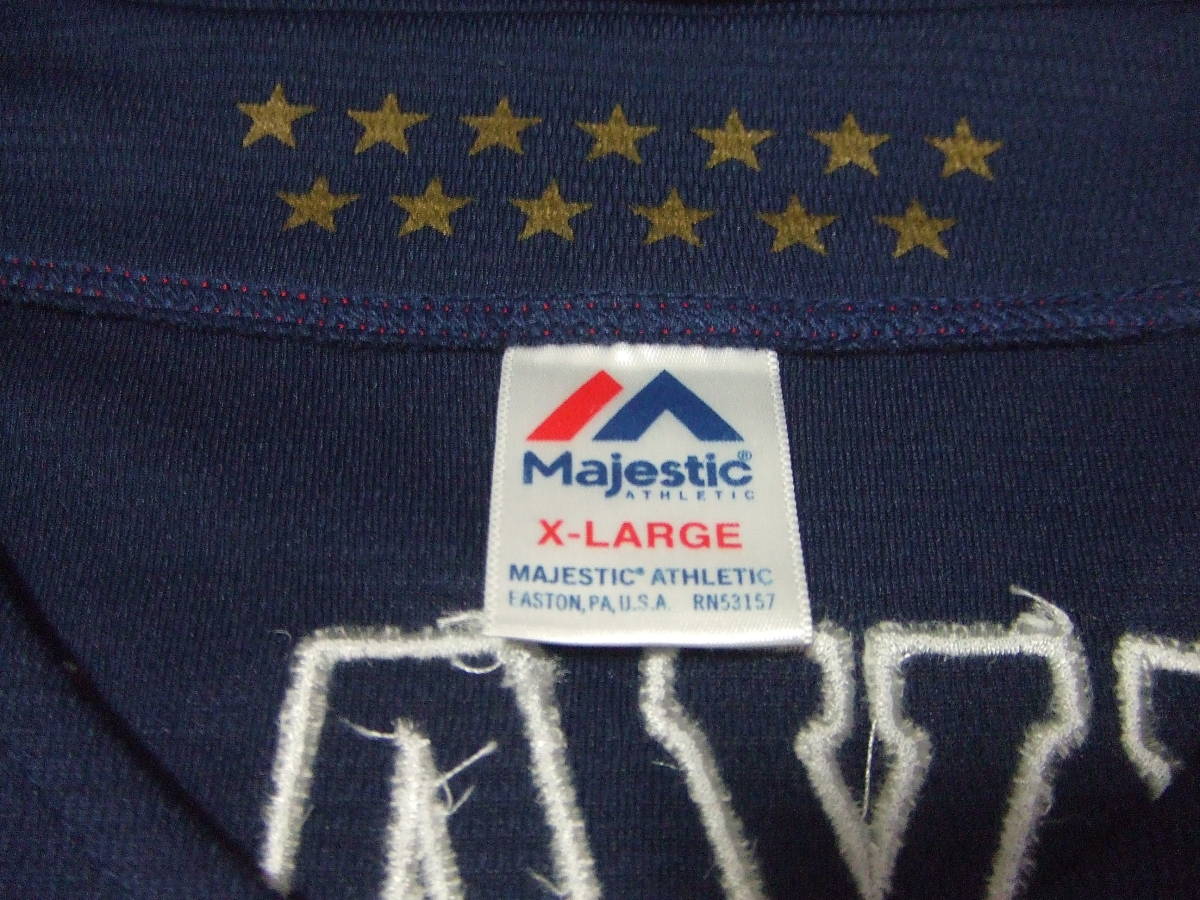 Majestic®
ATHLETIC
X-LARGE
MAJESTIC® ATHLETIC
EASTON, PA, U.S.A. RN53157